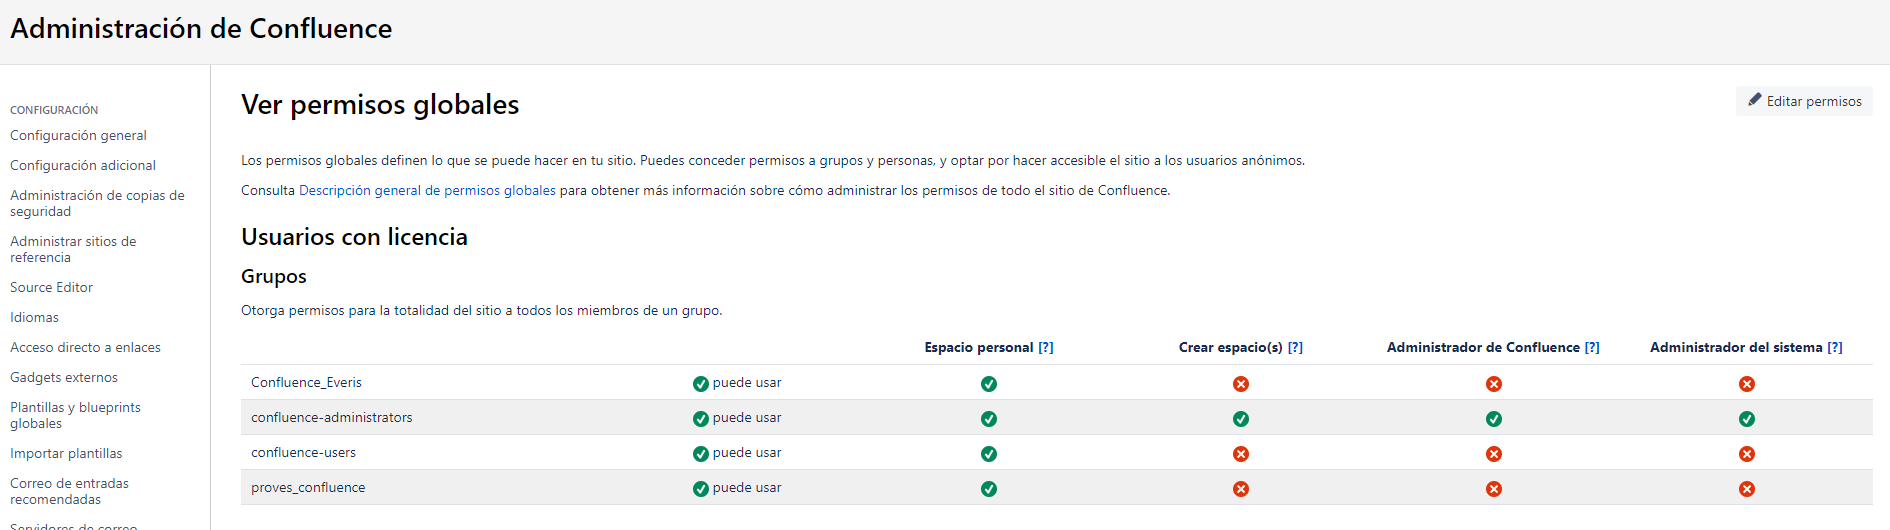 Administración de Confluence
CONFIGURACIÓN
Configuración general
Configuración adicional
Administración de copias de
seguridad
Administrar sitios de
referencia
Source Editor
Idiomas
Acceso directo a enlaces
Gadgets externos
Plantillas y blueprints
globales
Importar plantillas
Correo de entradas
recomendadas
Servidores de correo
Ver permisos globales
Editar permisos
Los permisos globales definen lo que se puede hacer en tu sitio. Puedes conceder permisos a grupos y personas, y optar por hacer accesible el sitio a los usuarios anónimos.
Consulta Descripción general de permisos globales para obtener más información sobre cómo administrar los permisos de todo el sitio de Confluence.
Usuarios con licencia
Grupos
Otorga permisos para la totalidad del sitio a todos los miembros de un grupo.
Espacio personal [?] Crear espacio(s) [?] Administrador de Confluence [?] Administrador del sistema [?]
Confluence_Everis puede usar
confluence-administrators puede usar
confluence-users puede usar
proves_confluence puede usar